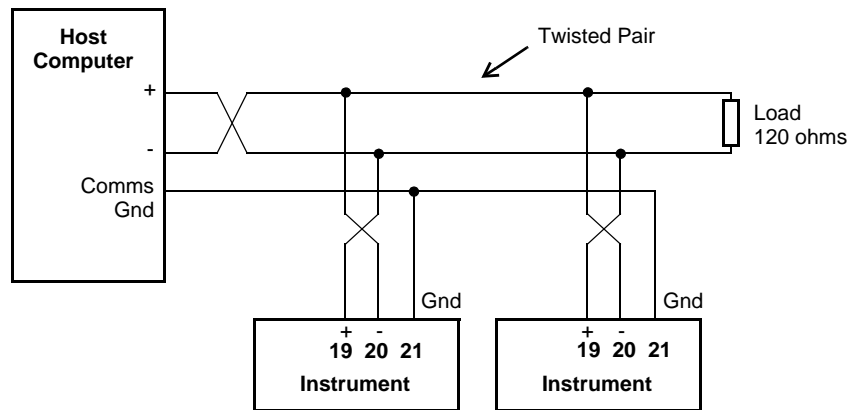 Host
Computer
Twisted Pair
+
-
Load
120 ohms
Comms
Gnd
Gnd
Gnd
+ -
19 20 21
Instrument
+ -
19 20 21
Instrument